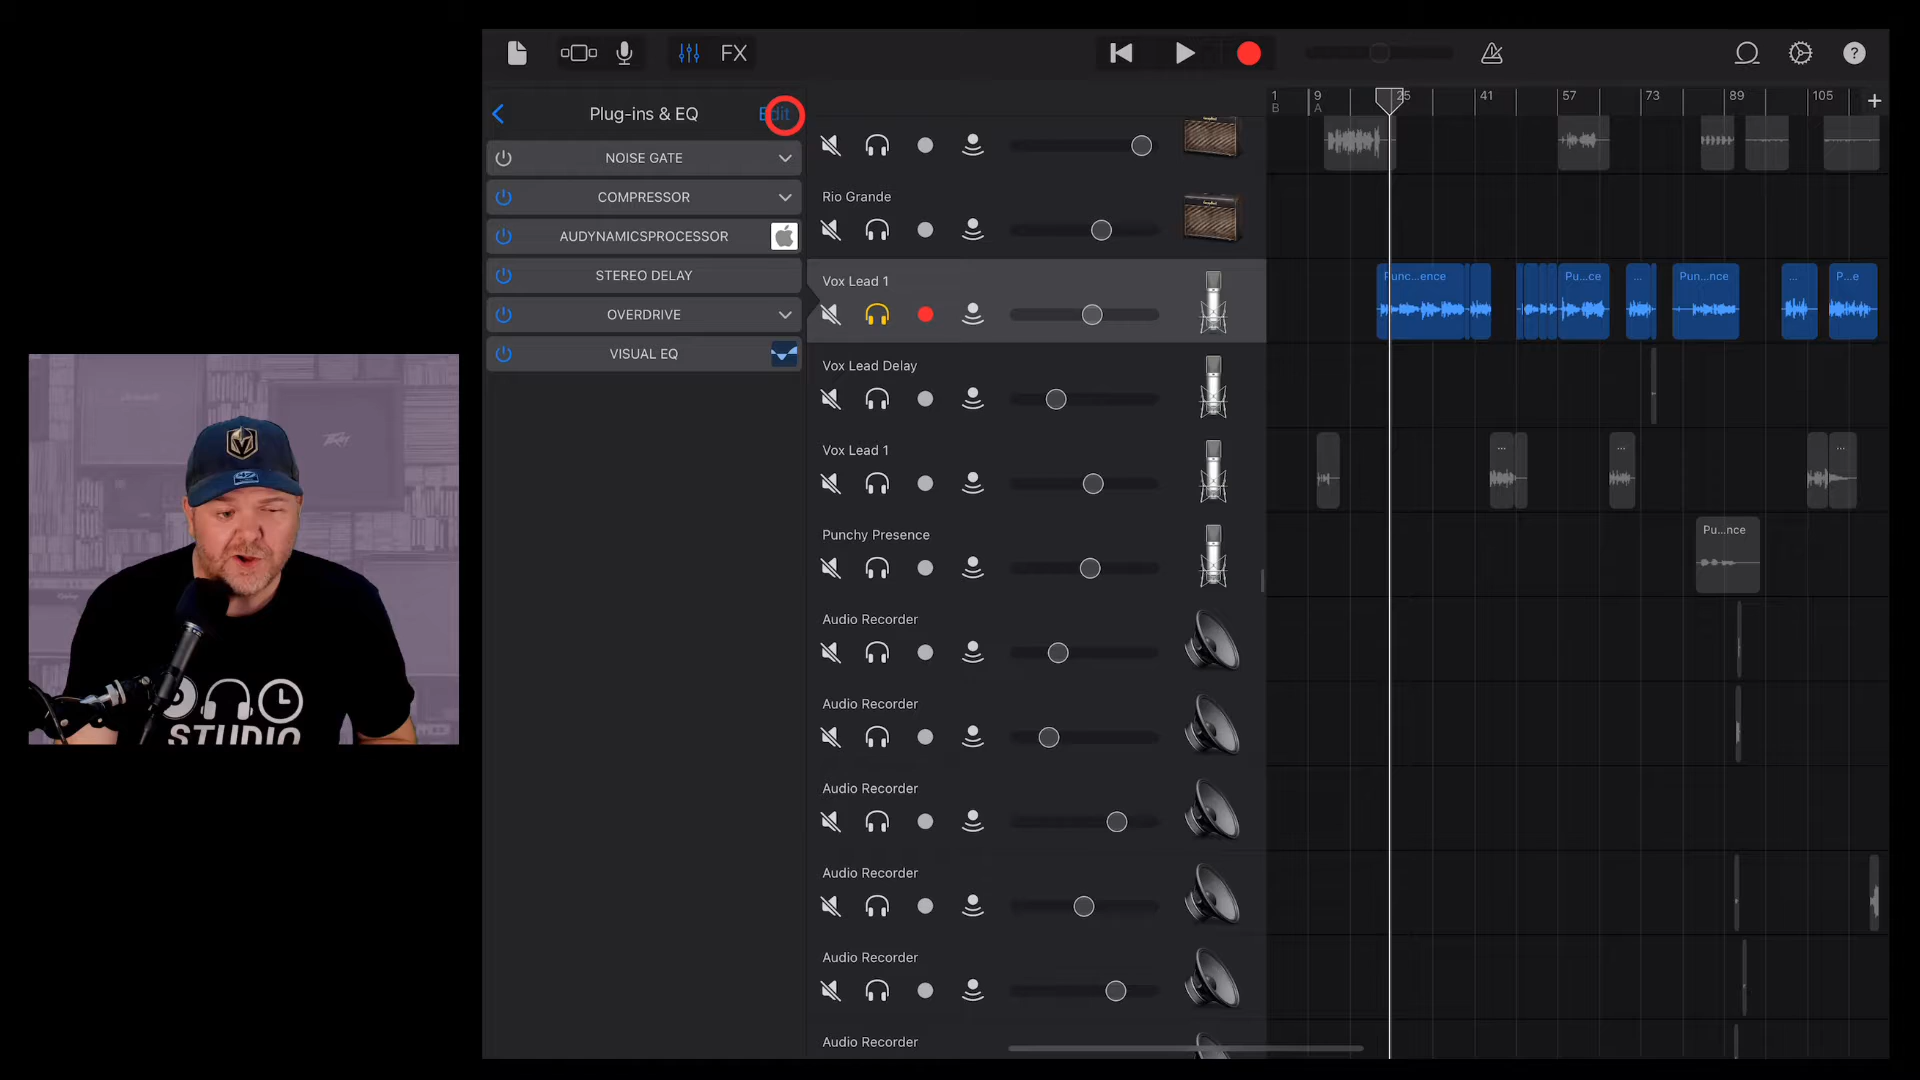 FX
?
Plug-ins & EQ
Edit
NOISE GATE
COMPRESSOR
AUDYNAMICSPROCESSOR
STEREO DELAY
OVERDRIVE
VISUAL EQ
1 9 25 41 57 73 89 105 +
B A
Rio Grande
Vox Lead 1
Punc...ence
Pu...ce
...
Pun...nce
...
P...e
Vox Lead Delay
Vox Lead 1
...
...
...
Punchy Presence
Pu...nce
Audio Recorder
Audio Recorder
Audio Recorder
Audio Recorder
Audio Recorder
Audio Recorder
STUDIO